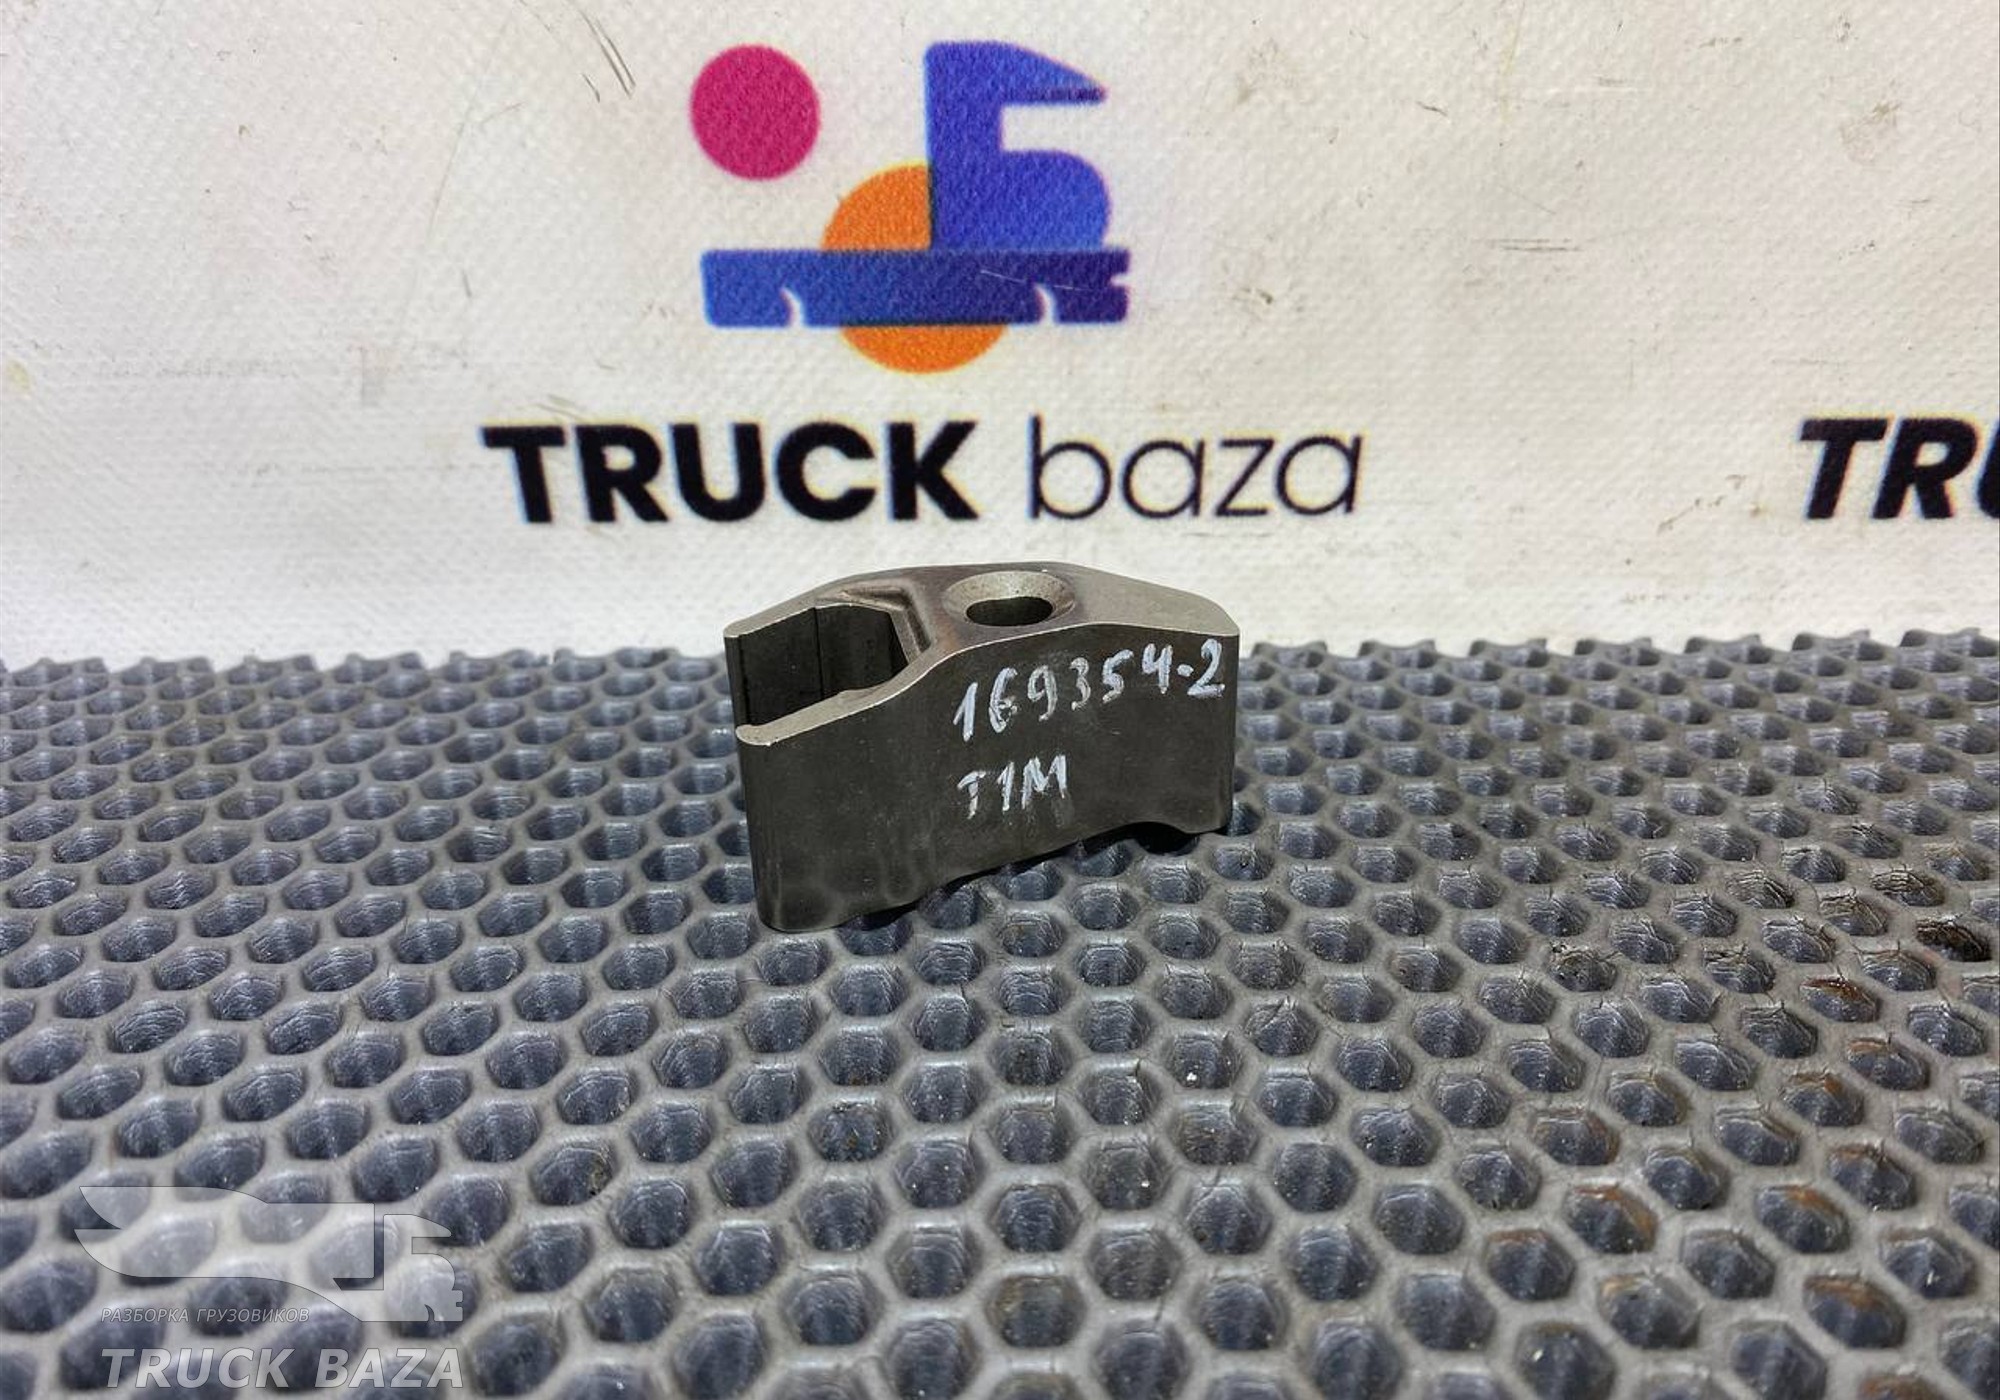 TRUCK baza
TRU
169354-2
T1M
РАЗБОРКА ГРУЗОВИКОВ
TRUCK BAZA